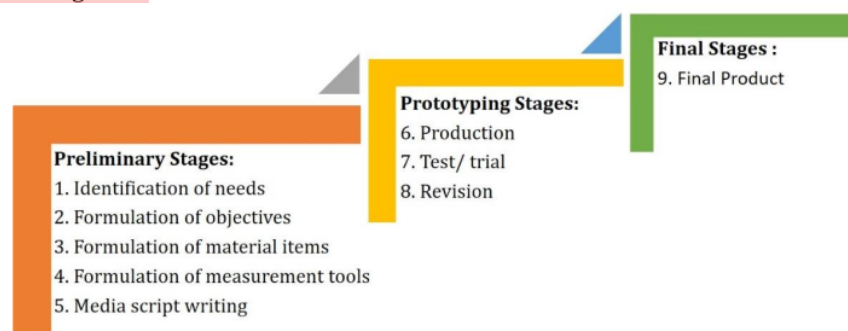 Preliminary Stages:
1. Identification of needs
2. Formulation of objectives
3. Formulation of material items
4. Formulation of measurement tools
5. Media script writing
Prototyping Stages:
6. Production
7. Test/ trial
8. Revision
Final Stages :
9. Final Product